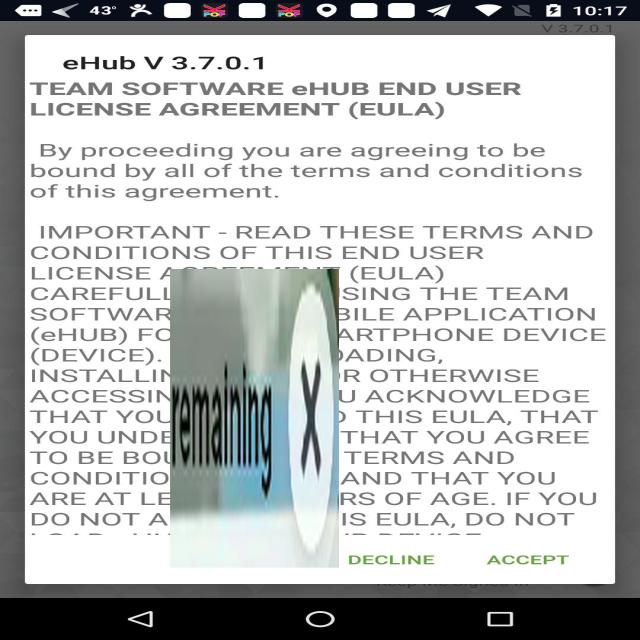 43° 10:17
V 3.7.0.1
eHub V 3.7.0.1
TEAM SOFTWARE eHUB END USER
LICENSE AGREEMENT (EULA)
By proceeding you are agreeing to be
bound by all of the terms and conditions
of this agreement.
IMPORTANT - READ THESE TERMS AND
CONDITIONS OF THIS END USER
LICENSE AGREEMENT (EULA)
CAREFULL SING THE TEAM
SOFTWAR BILE APPLICATION
(eHUB) FO ARTPHONE DEVICE
(DEVICE). OADING,
INSTALLIN R OTHERWISE
ACCESSIN U ACKNOWLEDGE
THAT YOU THIS EULA, THAT
YOU UNDE THAT YOU AGREE
TO BE BOU TERMS AND
CONDITIO AND THAT YOU
ARE AT LE RS OF AGE. IF YOU
DO NOT A IS EULA, DO NOT
remaining X
DECLINE ACCEPT